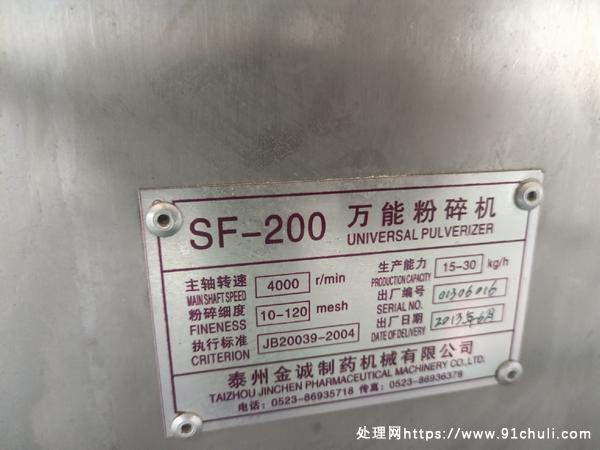 SF-200 万能粉碎机
UNIVERSAL PULVERIZER
主轴转速 4000 r/min
MAIN SHAFT SPEED
粉碎细度 10-120 mesh
FINENESS
执行标准 JB20039-2004
CRITERION
生产能力 15-30 kg/h
PRODUCTION CAPACITY
出厂编号 01306016
SERIAL NO.
出厂日期 2013年6月
DATE OF DELIVERY
泰州金诚制药机械有限公司
TAIZHOU JINCHEN PHARMACEUTICAL MACHINERY CO.,LTD.
电话：0523-86935718 传真：0523-86936378
处理网https://www.91chuli.com/